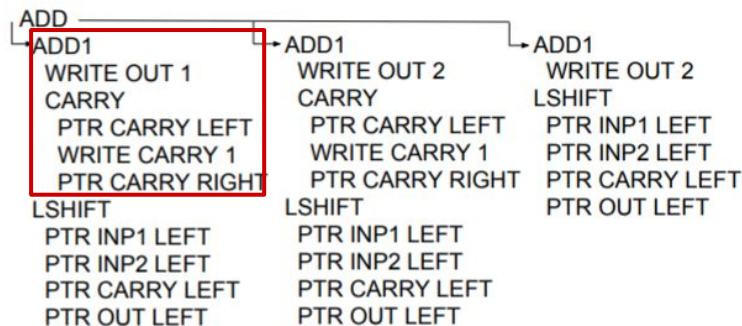 ADD
ADD1
WRITE OUT 1
CARRY
PTR CARRY LEFT
WRITE CARRY 1
PTR CARRY RIGHT
LSHIFT
PTR INP1 LEFT
PTR INP2 LEFT
PTR CARRY LEFT
PTR OUT LEFT
ADD1
WRITE OUT 2
CARRY
PTR CARRY LEFT
WRITE CARRY 1
PTR CARRY RIGHT
LSHIFT
PTR INP1 LEFT
PTR INP2 LEFT
PTR CARRY LEFT
PTR OUT LEFT
ADD1
WRITE OUT 2
LSHIFT
PTR INP1 LEFT
PTR INP2 LEFT
PTR CARRY LEFT
PTR OUT LEFT